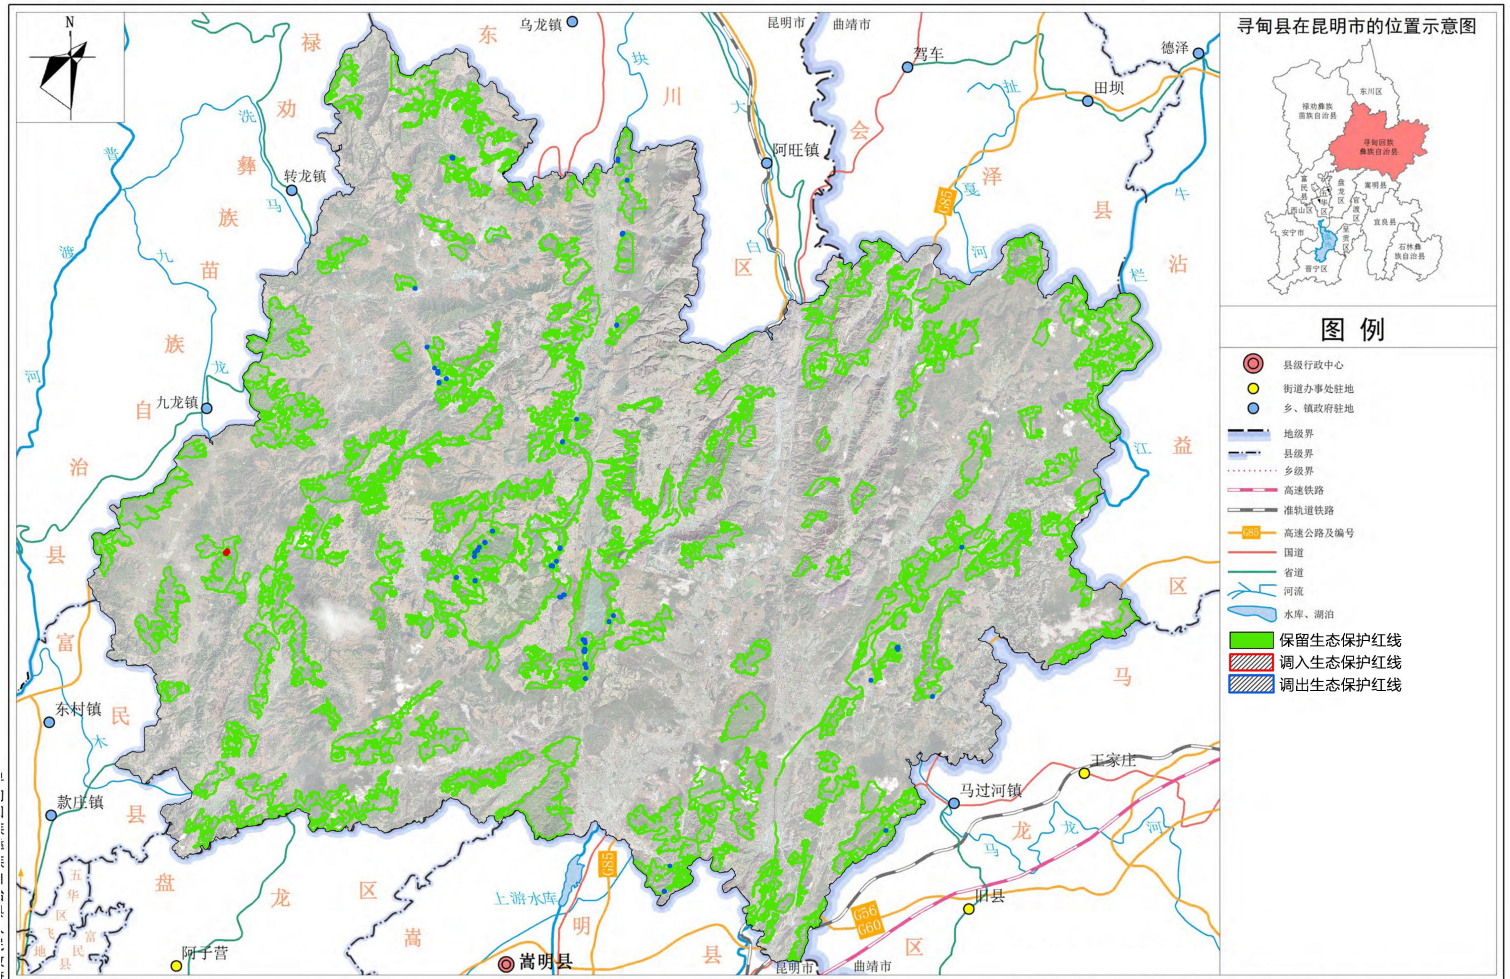 寻甸县在昆明市的位置示意图
东川区
禄劝彝族
苗族自治县
寻甸回族
彝族自治县
富民县
盘龙区
嵩明县
五华区
西山区
官渡区
宜良县
安宁市
呈贡区
石林彝
族自治县
晋宁区
图 例
县级行政中心
街道办事处驻地
乡、镇政府驻地
地级界
县级界
乡级界
高速铁路
准轨道铁路
G85
高速公路及编号
国道
省道
河流
水库、湖泊
保留生态保护红线
调入生态保护红线
调出生态保护红线
N
禄
劝
彝
族
苗
族
自
治
县
东
川
区
会
泽
县
沾
益
区
马
龙
区
嵩
明
县
盘
龙
区
富
民
县
五
华
区
飞
地
富
民
县
乌龙镇
昆明市
曲靖市
驾车
德泽
田坝
阿旺镇
转龙镇
九龙镇
东村镇
款庄镇
阿子营
嵩明县
上游水库
马过河镇
王家庄
旧县
昆明市
曲靖市
G85
G85
G56
G60
普
渡
河
洗
马
九
龙
木
块
大
白
扯
戛
河
牛
栏
江
马
龙
河